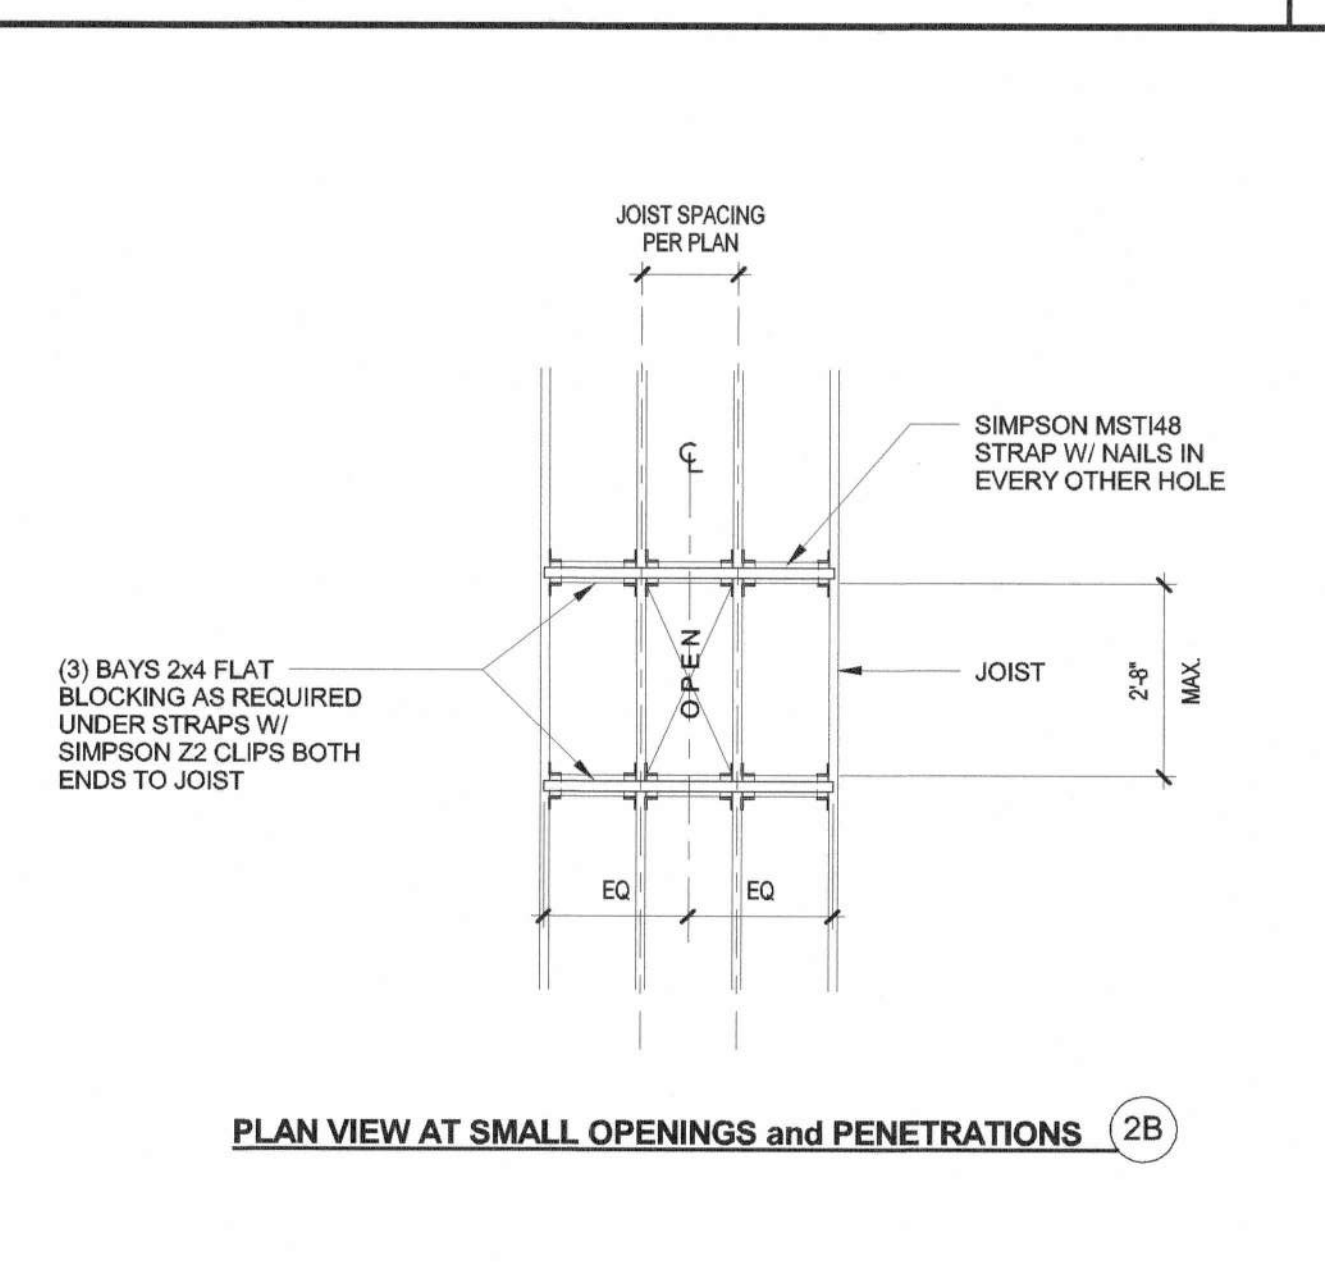 JOIST SPACING
PER PLAN
℄
SIMPSON MSTI48
STRAP W/ NAILS IN
EVERY OTHER HOLE
(3) BAYS 2x4 FLAT
BLOCKING AS REQUIRED
UNDER STRAPS W/
SIMPSON Z2 CLIPS BOTH
ENDS TO JOIST
OPEN
JOIST
2'-8"
MAX.
EQ
EQ
PLAN VIEW AT SMALL OPENINGS and PENETRATIONS
2B